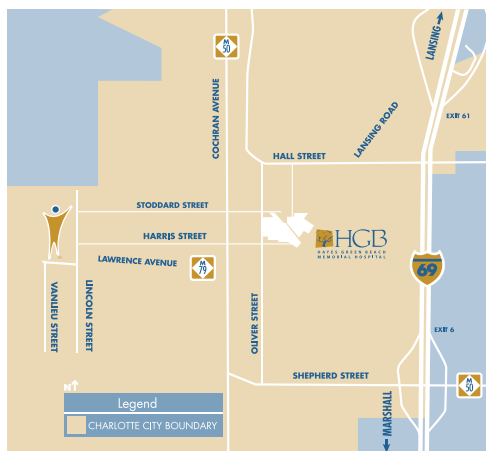 LANSING
M
50
COCHRAN AVENUE
EXIT 61
LANSING ROAD
HALL STREET
STODDARD STREET
HARRIS STREET
HGB
HAYES GREEN BEACH
MEMORIAL HOSPITAL
LAWRENCE AVENUE
M
79
69
VANLIEU STREET
LINCOLN STREET
OLIVER STREET
EXIT 6
SHEPHERD STREET
M
50
N
Legend
CHARLOTTE CITY BOUNDARY
MARSHALL